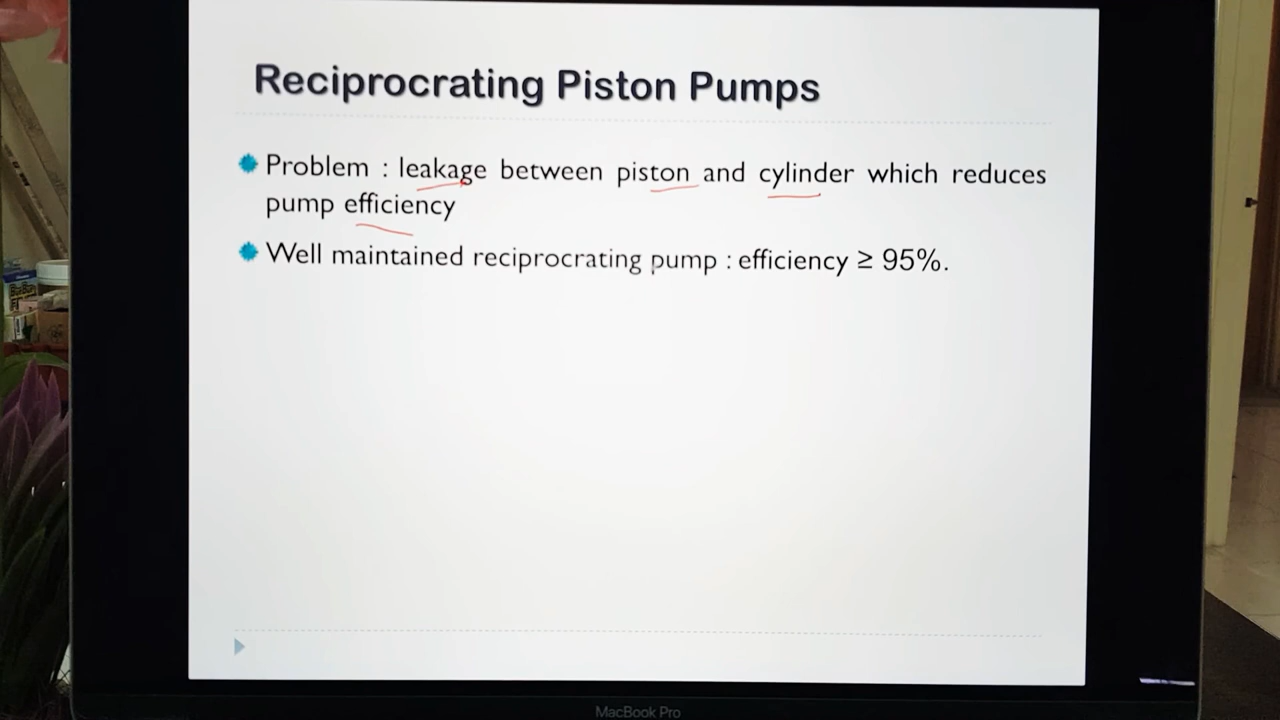 Reciprocrating Piston Pumps
Problem : leakage between piston and cylinder which reduces
pump efficiency
Well maintained reciprocrating pump : efficiency ≥ 95%.
MacBook Pro